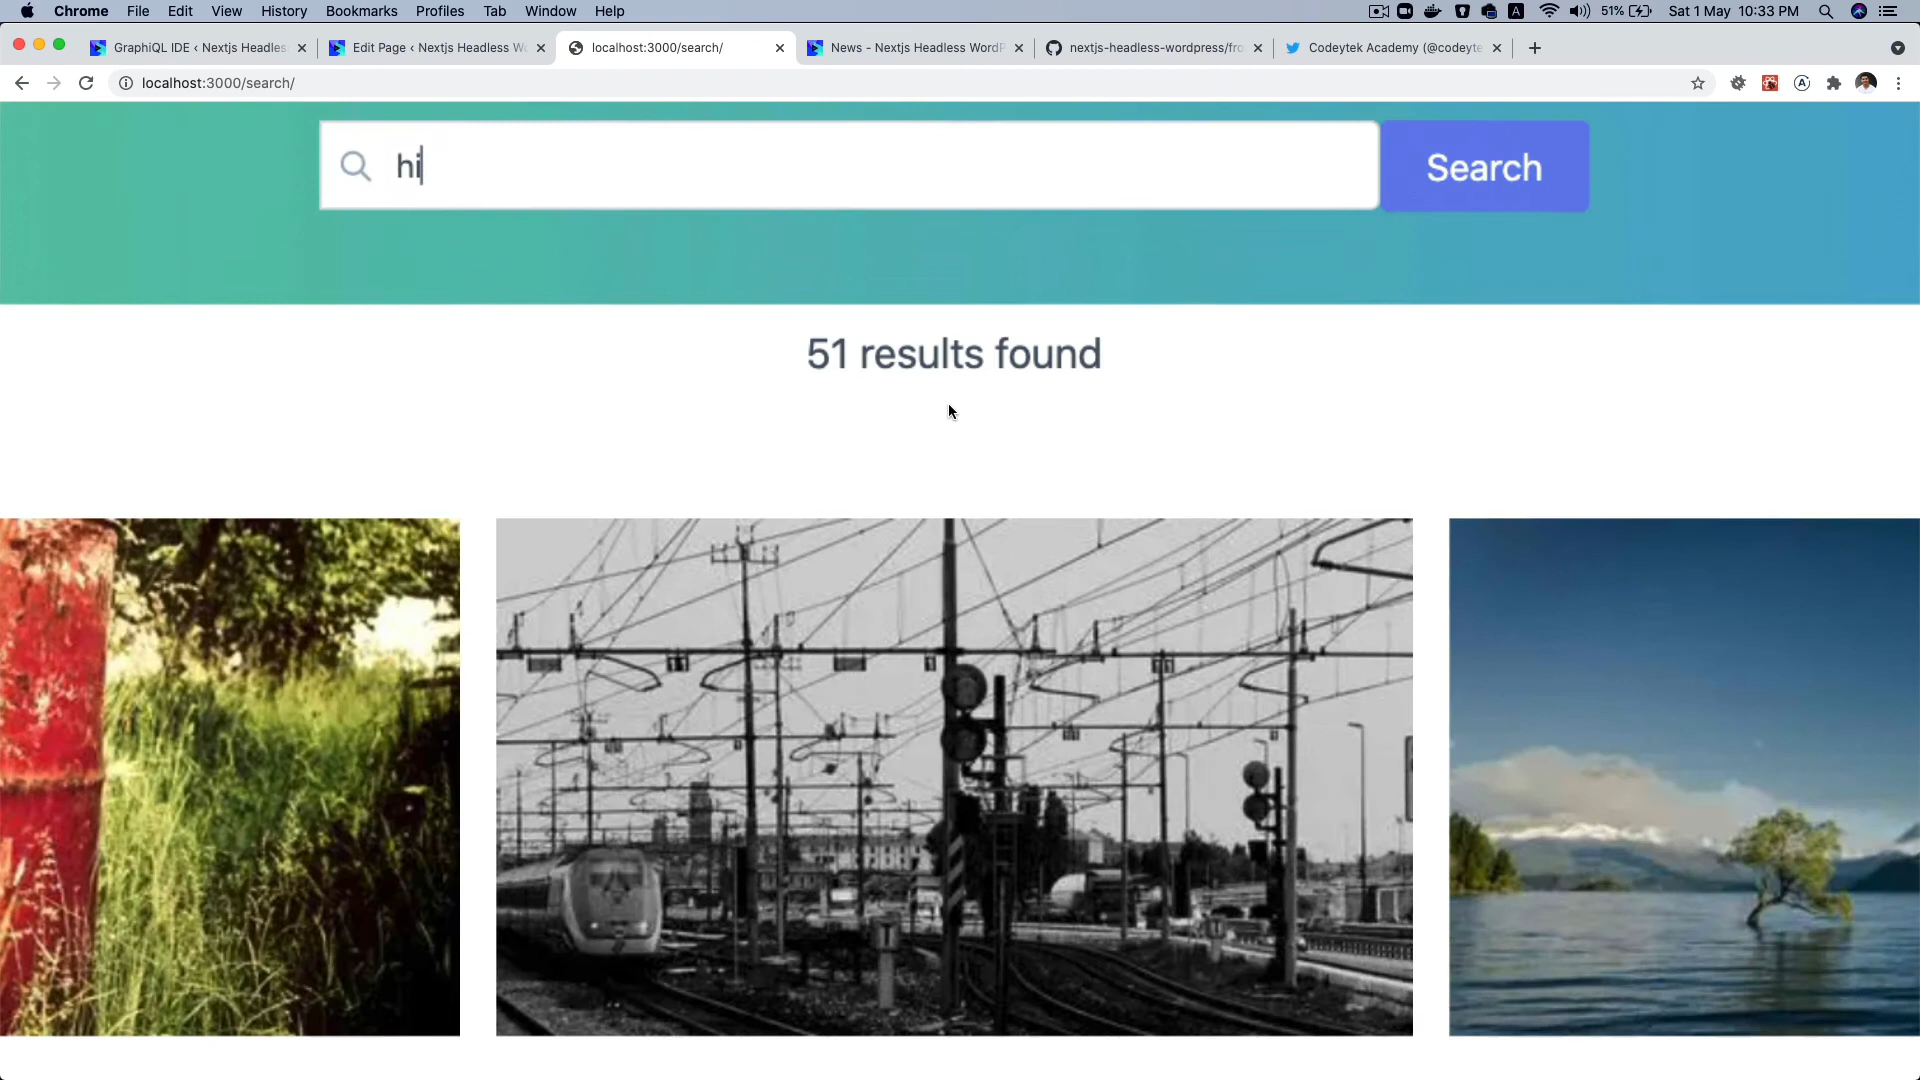 Chrome File Edit View History Bookmarks Profiles Tab Window Help
A 51% Sat 1 May 10:33 PM
GraphiQL IDE ‹ Nextjs Headles
Edit Page ‹ Nextjs Headless W
localhost:3000/search/
News - Nextjs Headless WordP
nextjs-headless-wordpress/fro
Codeytek Academy (@codeyte
localhost:3000/search/
hi
Search
51 results found